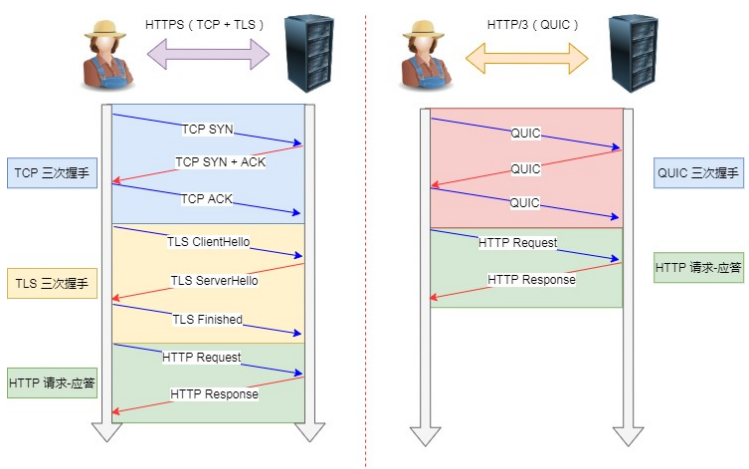 HTTPS（TCP + TLS）
TCP 三次握手
TCP SYN
TCP SYN + ACK
TCP ACK
TLS 三次握手
TLS ClientHello
TLS ServerHello
TLS Finished
HTTP 请求-应答
HTTP Request
HTTP Response
HTTP/3（QUIC）
QUIC
QUIC
QUIC
QUIC 三次握手
HTTP Request
HTTP Response
HTTP 请求-应答